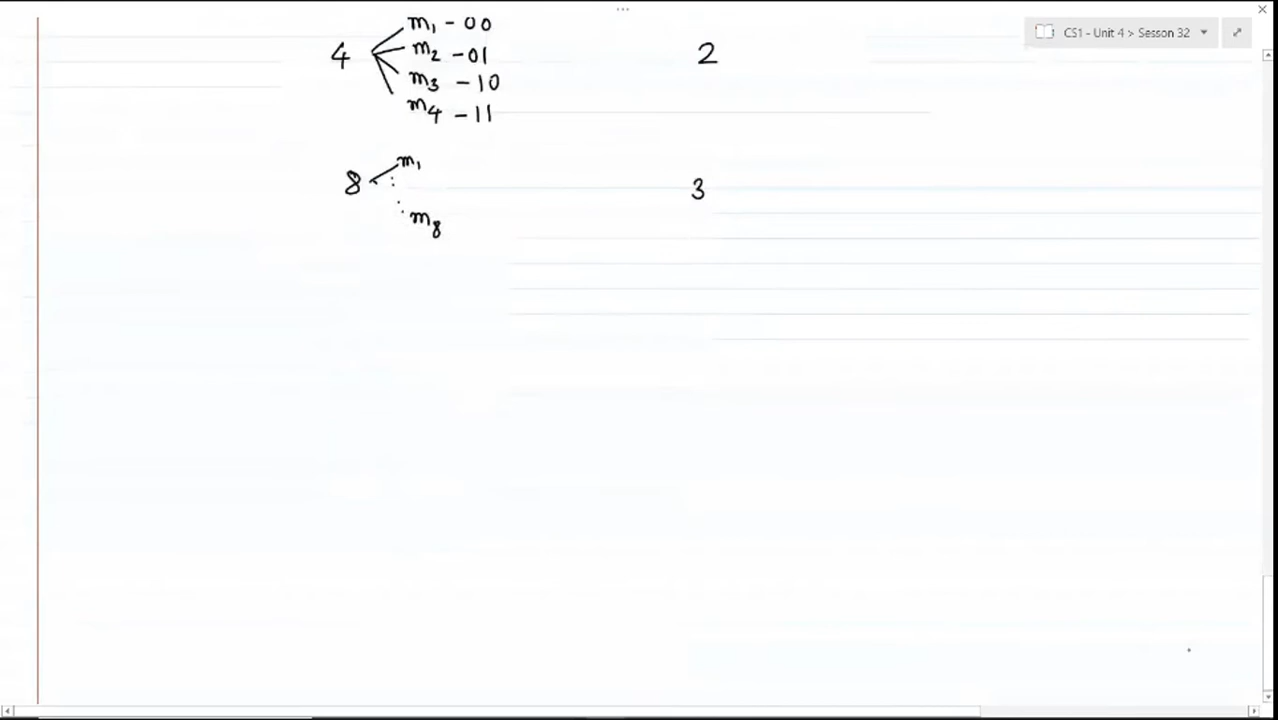 CS1 - Unit 4 > Sesson 32
m1 - 00
4 m2 - 01 2
m3 - 10
m4 - 11
m1
8 3
m8